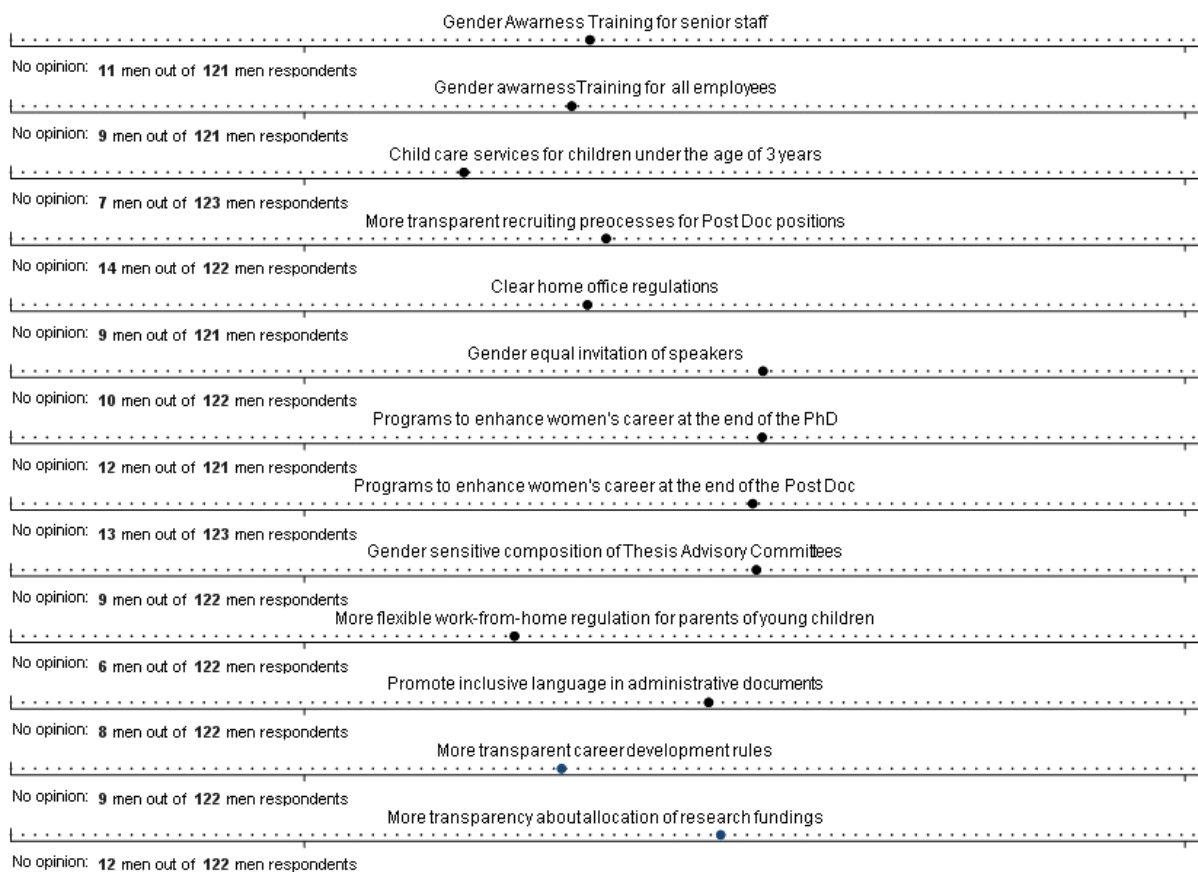 Gender Awarness Training for senior staff
No opinion: 11 men out of 121 men respondents
Gender awarness Training for all employees
No opinion: 9 men out of 121 men respondents
Child care services for children under the age of 3 years
No opinion: 7 men out of 123 men respondents
More transparent recruiting preocesses for Post Doc positions
No opinion: 14 men out of 122 men respondents
Clear home office regulations
No opinion: 9 men out of 121 men respondents
Gender equal invitation of speakers
No opinion: 10 men out of 122 men respondents
Programs to enhance women's career at the end of the PhD
No opinion: 12 men out of 121 men respondents
Programs to enhance women's career at the end of the Post Doc
No opinion: 13 men out of 123 men respondents
Gender sensitive composition of Thesis Advisory Committees
No opinion: 9 men out of 122 men respondents
More flexible work-from-home regulation for parents of young children
No opinion: 6 men out of 122 men respondents
Promote inclusive language in administrative documents
No opinion: 8 men out of 122 men respondents
More transparent career development rules
No opinion: 9 men out of 122 men respondents
More transparency about allocation of research fundings
No opinion: 12 men out of 122 men respondents